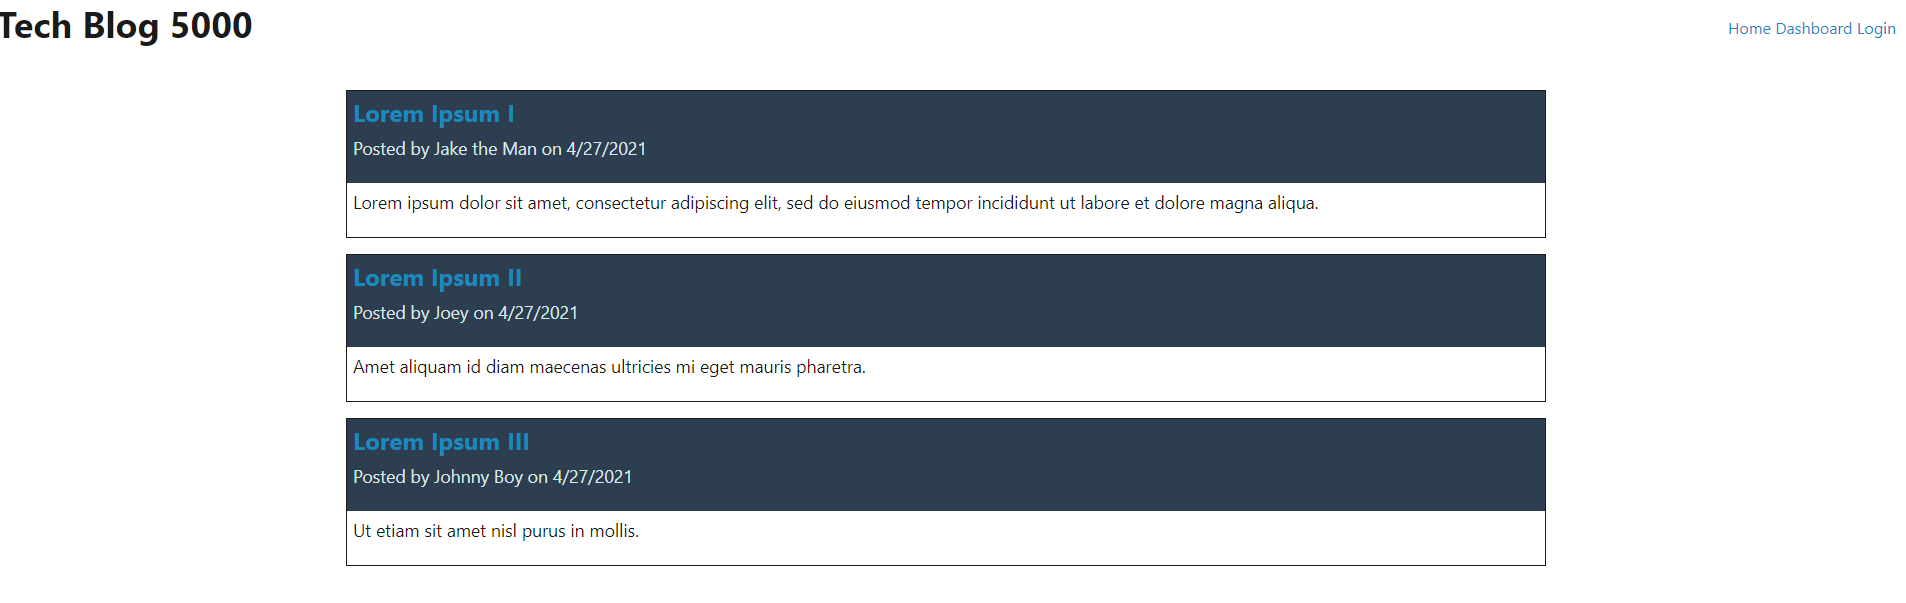 Tech Blog 5000
Home Dashboard Login
Lorem Ipsum I
Posted by Jake the Man on 4/27/2021
Lorem ipsum dolor sit amet, consectetur adipiscing elit, sed do eiusmod tempor incididunt ut labore et dolore magna aliqua.
Lorem Ipsum II
Posted by Joey on 4/27/2021
Amet aliquam id diam maecenas ultricies mi eget mauris pharetra.
Lorem Ipsum III
Posted by Johnny Boy on 4/27/2021
Ut etiam sit amet nisl purus in mollis.